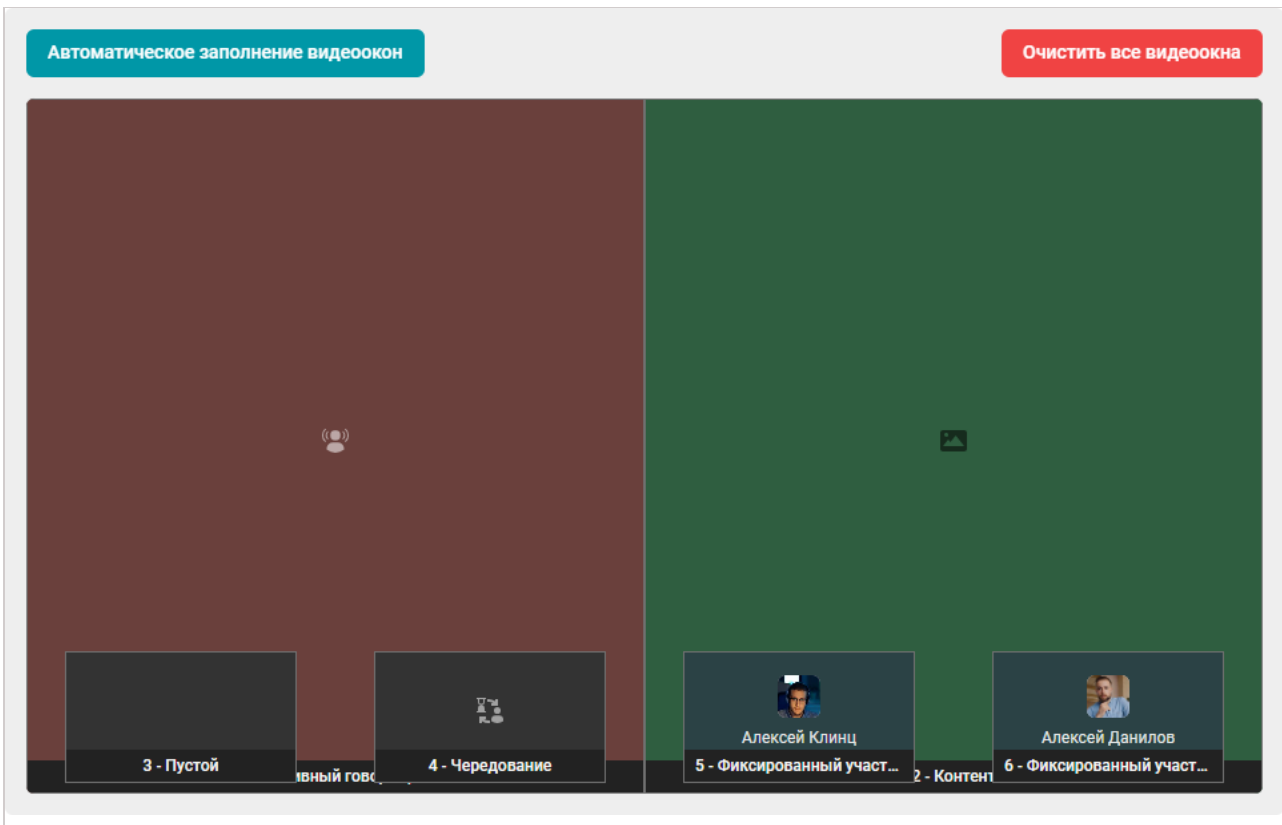 Автоматическое заполнение видеоокон
Очистить все видеоокна
Алексей Клинц
Алексей Данилов
3 - Пустой
4 - Чередование
5 - Фиксированный участ...
6 - Фиксированный участ...
2 - Контент